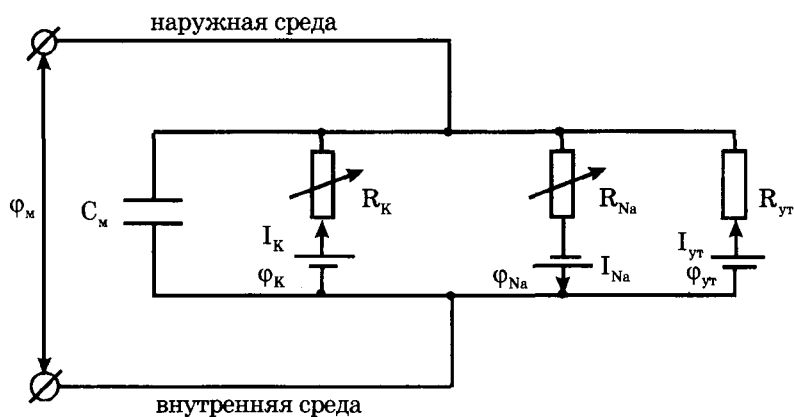 наружная среда
φм
Cм
RK
IK
φK
RNa
φNa
INa
Rут
Iут
φут
внутренняя среда